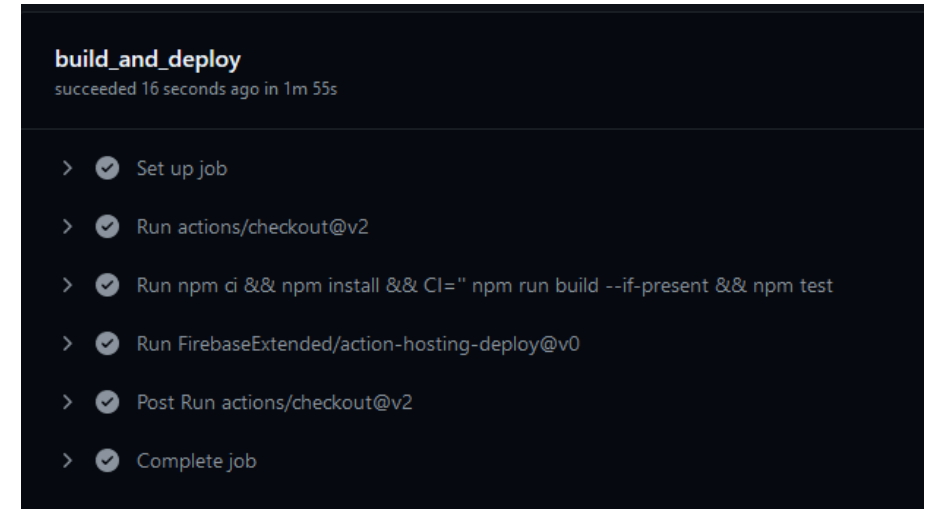 build_and_deploy
succeeded 16 seconds ago in 1m 55s
Set up job
Run actions/checkout@v2
Run npm ci && npm install && CI='' npm run build --if-present && npm test
Run FirebaseExtended/action-hosting-deploy@v0
Post Run actions/checkout@v2
Complete job